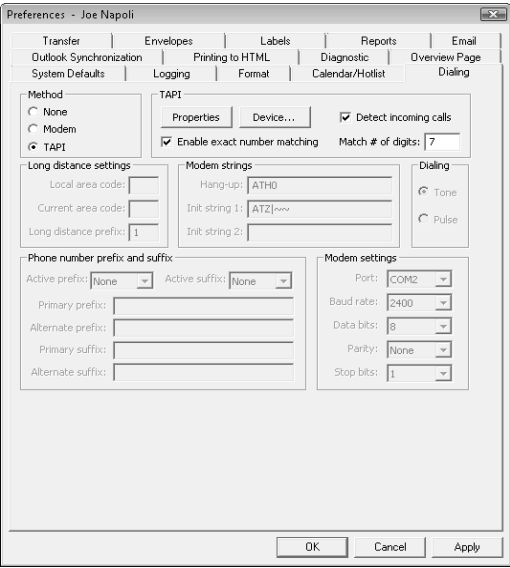 Preferences - Joe Napoli
Transfer Envelopes Labels Reports Email
Outlook Synchronization Printing to HTML Diagnostic Overview Page
System Defaults Logging Format Calendar/Hotlist Dialing
Method
None
Modem
TAPI
TAPI
Properties Device... Detect incoming calls
Enable exact number matching Match # of digits: 7
Long distance settings
Local area code:
Current area code:
Long distance prefix: 1
Modem strings
Hang-up: ATH0
Init string 1: ATZ|~~
Init string 2:
Dialing
Tone
Pulse
Phone number prefix and suffix
Active prefix: None Active suffix: None
Primary prefix:
Alternate prefix:
Primary suffix:
Alternate suffix:
Modem settings
Port: COM2
Baud rate: 2400
Data bits: 8
Parity: None
Stop bits: 1
OK Cancel Apply